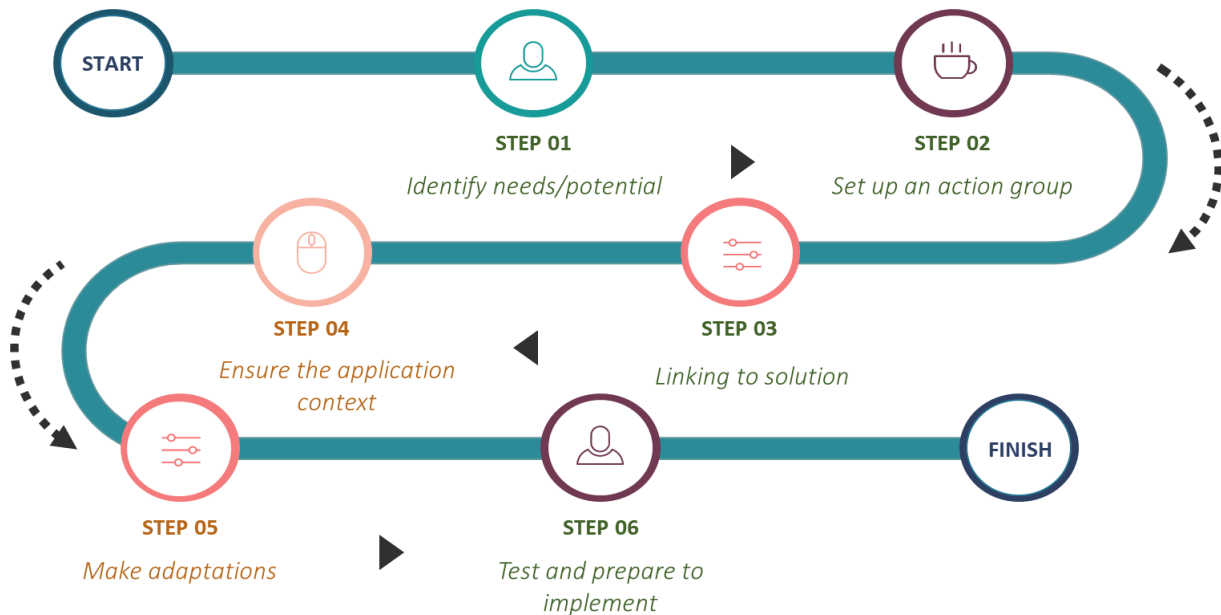 START
STEP 01
Identify needs/potential
STEP 02
Set up an action group
STEP 03
Linking to solution
STEP 04
Ensure the application
context
STEP 05
Make adaptations
STEP 06
Test and prepare to
implement
FINISH